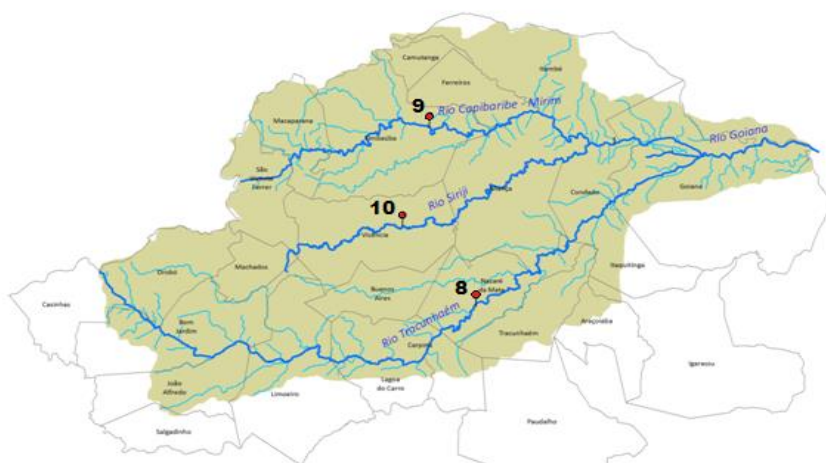 Camutanga
Ferreiros
Itambé
9
Rio Capibaribe - Mirim
Macaparana
Timbaúba
Rio Goiana
São
Vicente
Ferrer
Aliança
Condado
Goiana
Rio Siriji
10
Vicência
Orobó
Machados
Itaquitinga
Buenos
Aires
8
Nazaré
da Mata
Casinhas
Bom
Jardim
Rio Tracunhaém
Araçoiaba
Carpina
Tracunhaém
Igarassu
João
Alfredo
Limoeiro
Lagoa
do Carro
Paudalho
Salgadinho